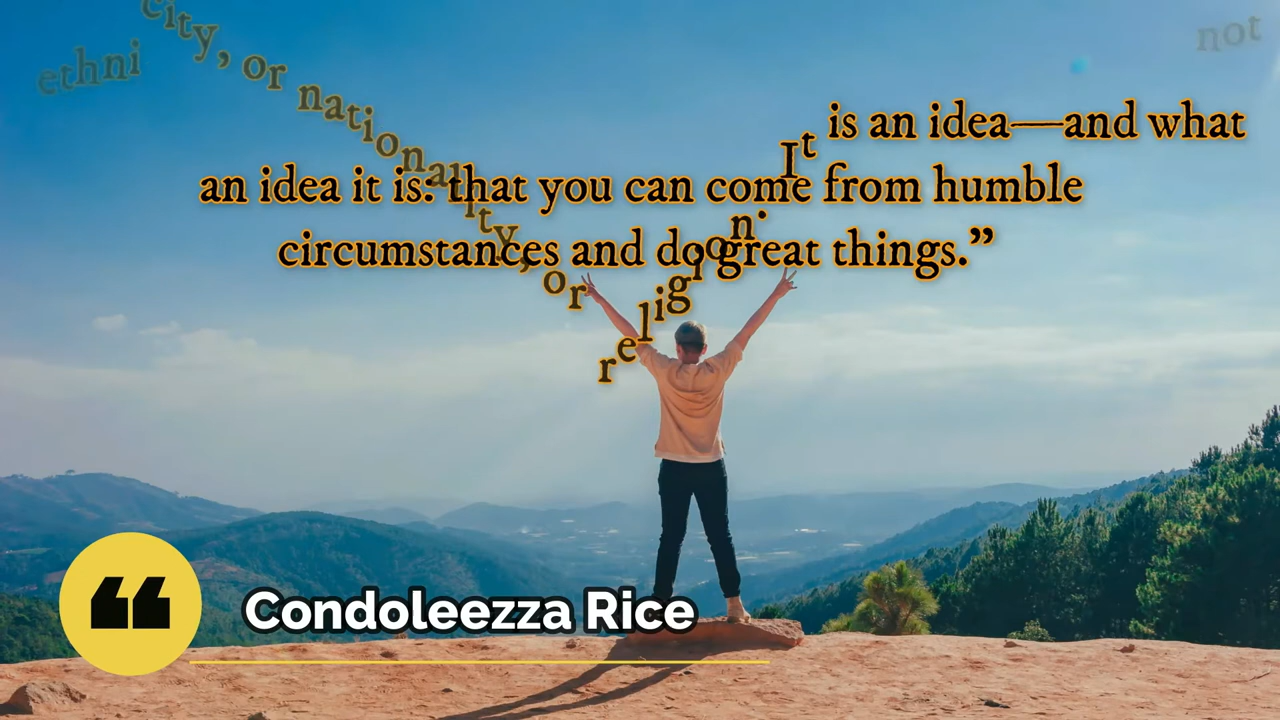 not
ethnicity, or nationality, or religion. It is an idea—and what
an idea it is: that you can come from humble
circumstances and do great things.”
Condoleezza Rice